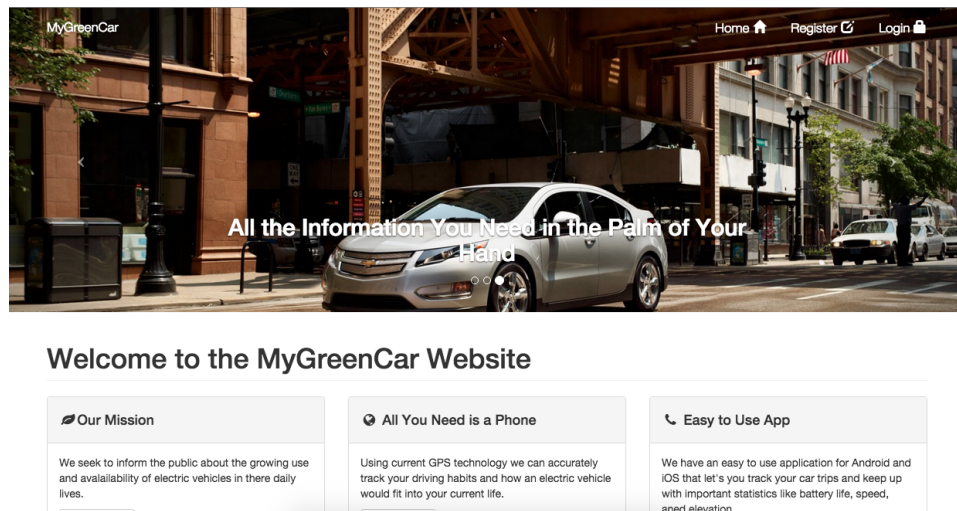 MyGreenCar
Home Register Login
All the Information You Need in the Palm of Your
Hand
Welcome to the MyGreenCar Website
Our Mission
We seek to inform the public about the growing use
and avalailability of electric vehicles in there daily
lives.
All You Need is a Phone
Using current GPS technology we can accurately
track your driving habits and how an electric vehicle
would fit into your current life.
Easy to Use App
We have an easy to use application for Android and
iOS that let's you track your car trips and keep up
with important statistics like battery life, speed,
aned elevation